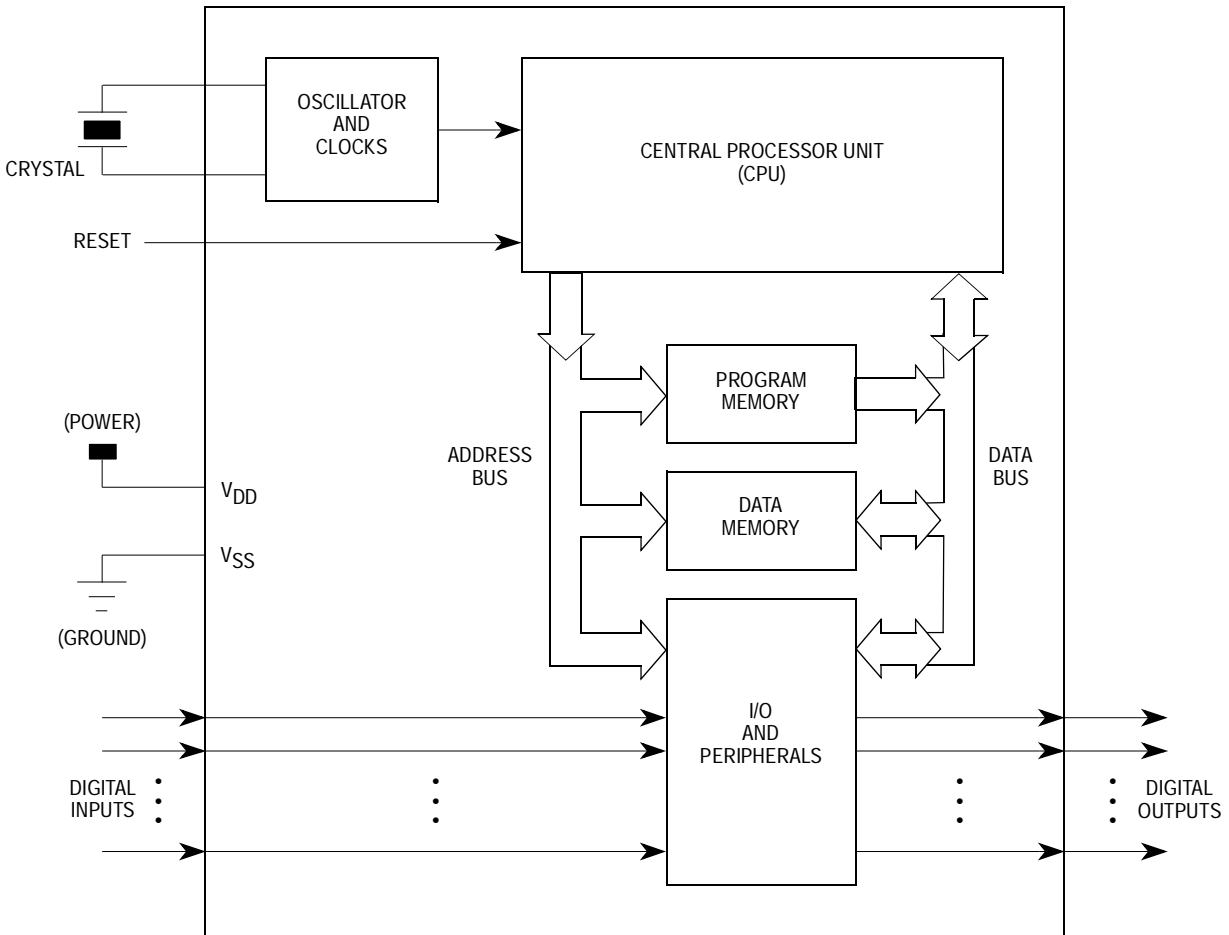 OSCILLATOR
AND
CLOCKS
CENTRAL PROCESSOR UNIT
(CPU)
CRYSTAL
RESET
PROGRAM
MEMORY
(POWER)
ADDRESS
BUS
DATA
BUS
VDD
DATA
MEMORY
VSS
(GROUND)
I/O
AND
PERIPHERALS
DIGITAL
INPUTS
DIGITAL
OUTPUTS